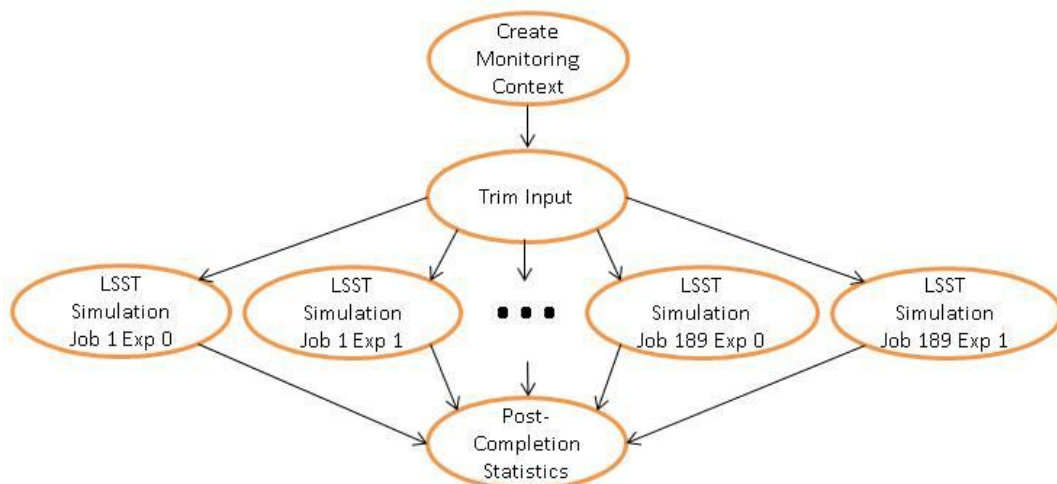 Create
Monitoring
Context
Trim Input
LSST
Simulation
Job 1 Exp 0
LSST
Simulation
Job 1 Exp 1
LSST
Simulation
Job 189 Exp 0
LSST
Simulation
Job 189 Exp 1
Post-
Completion
Statistics